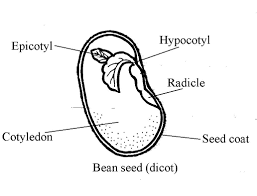 Epicotyl
Hypocotyl
Radicle
Cotyledon
Seed coat
Bean seed (dicot)